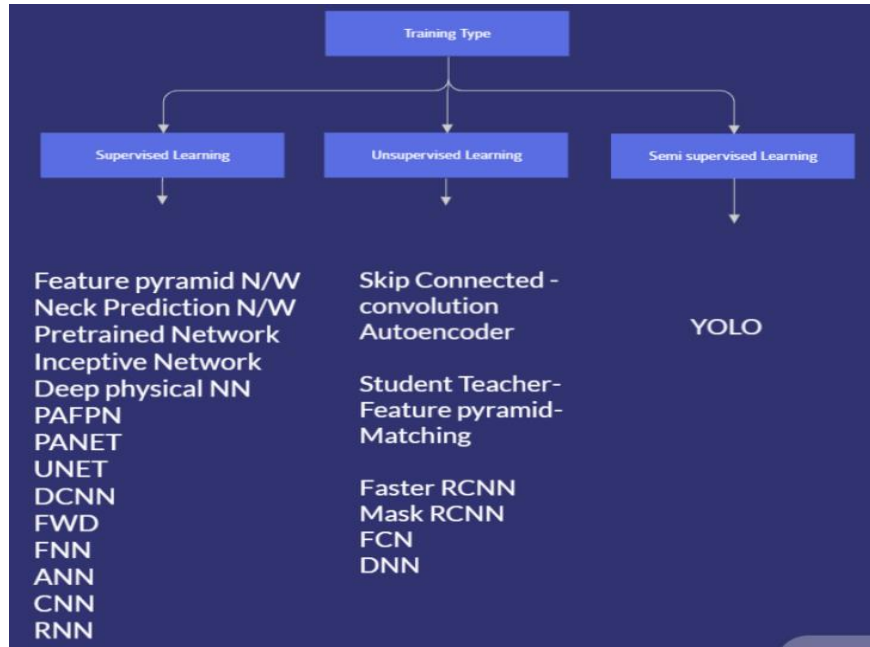 Training Type
Supervised Learning
Unsupervised Learning
Semi supervised Learning
Feature pyramid N/W
Neck Prediction N/W
Pretrained Network
Inceptive Network
Deep physical NN
PAFPN
PANET
UNET
DCNN
FWD
FNN
ANN
CNN
RNN
Skip Connected -
convolution
Autoencoder
Student Teacher-
Feature pyramid-
Matching
Faster RCNN
Mask RCNN
FCN
DNN
YOLO